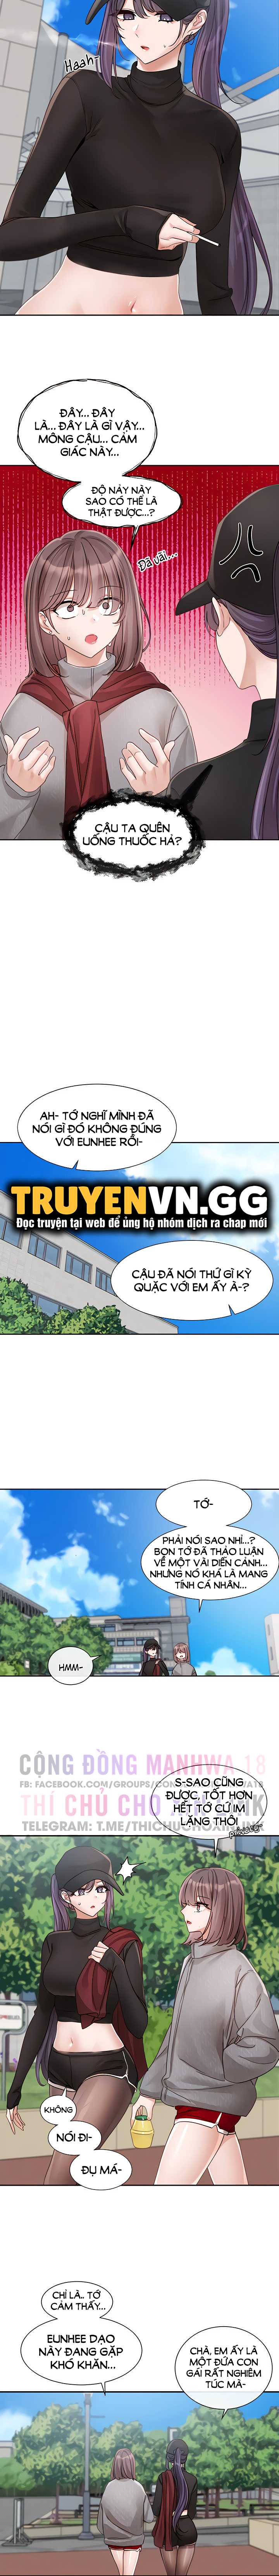 Haah-
ĐÂY... ĐÂY
LÀ... ĐÂY LÀ GÌ VẬY...
MÔNG CẬU... CẢM
GIÁC NÀY...
ĐỘ NẢY NÀY
SAO CÓ THỂ LÀ
THẬT ĐƯỢC...?
Đã vãi...
CẬU TA QUÊN
UỐNG THUỐC HẢ?
AH- TỚ NGHĨ MÌNH ĐÃ
NÓI GÌ ĐÓ KHÔNG ĐÚNG
VỚI EUNHEE RỒI-
TRUYENVN.GG
Đọc truyện tại web để ủng hộ nhóm dịch ra chap mới
CẬU ĐÃ NÓI THỨ GÌ KỲ
QUẶC VỚI EM ẤY À-?
TỚ-
PHẢI NÓI SAO NHỈ...?
BỌN TỚ ĐÃ THẢO LUẬN
VỀ MỘT VÀI DIỄN CẢNH...
NHƯNG NÓ KHÁ LÀ MANG
TÍNH CÁ NHÂN...
HMM-
CỘNG ĐỒNG MANHWA 18
FB: FACEBOOK.COM/GROUPS/
THÍ CHỦ CHO
TELEGRAM: T.ME/THICHUCHOXINHO
S-SAO CŨNG
ĐƯỢC, TỐT HƠN
HẾT TỚ CỨ IM
LẶNG THÔI
KHÔNG
NÓI ĐI-
ĐỤ MÁ-
CHỈ LÀ.. TỚ
CẢM THẤY...
EUNHEE DẠO
NÀY ĐANG GẶP
KHÓ KHĂN...
CHÀ, EM ẤY LÀ
MỘT ĐỨA CON
GÁI RẤT NGHIÊM
TÚC MÀ-